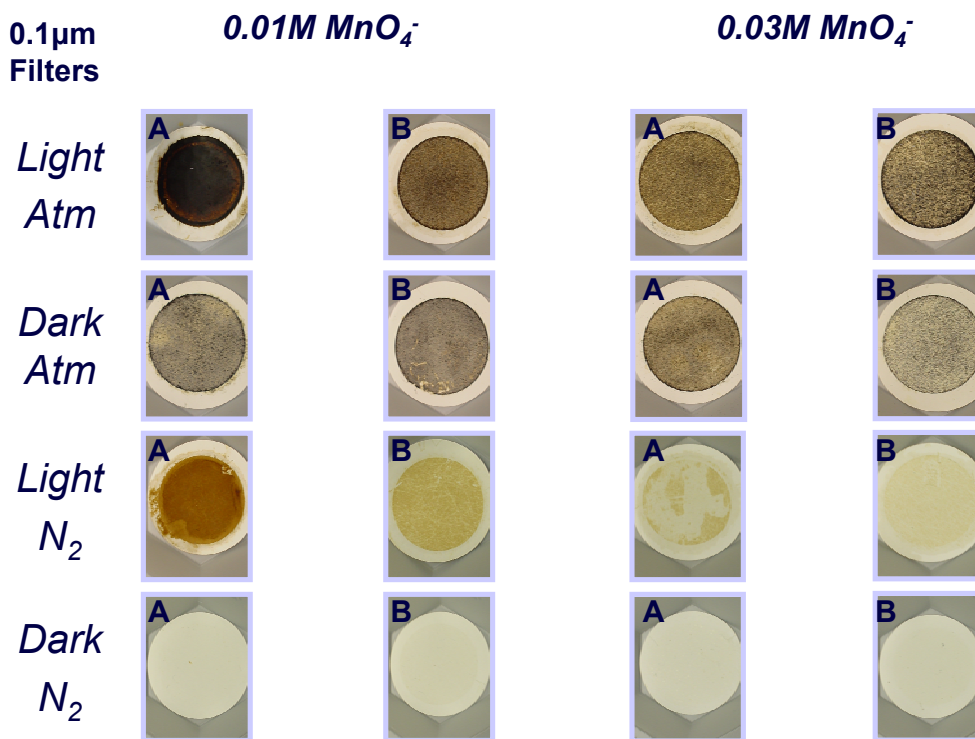 0.1µm
Filters
0.01M MnO₄⁻
0.03M MnO₄⁻
Light
Atm
A
B
A
B
Dark
Atm
A
B
A
B
Light
N₂
A
B
A
B
Dark
N₂
A
B
A
B